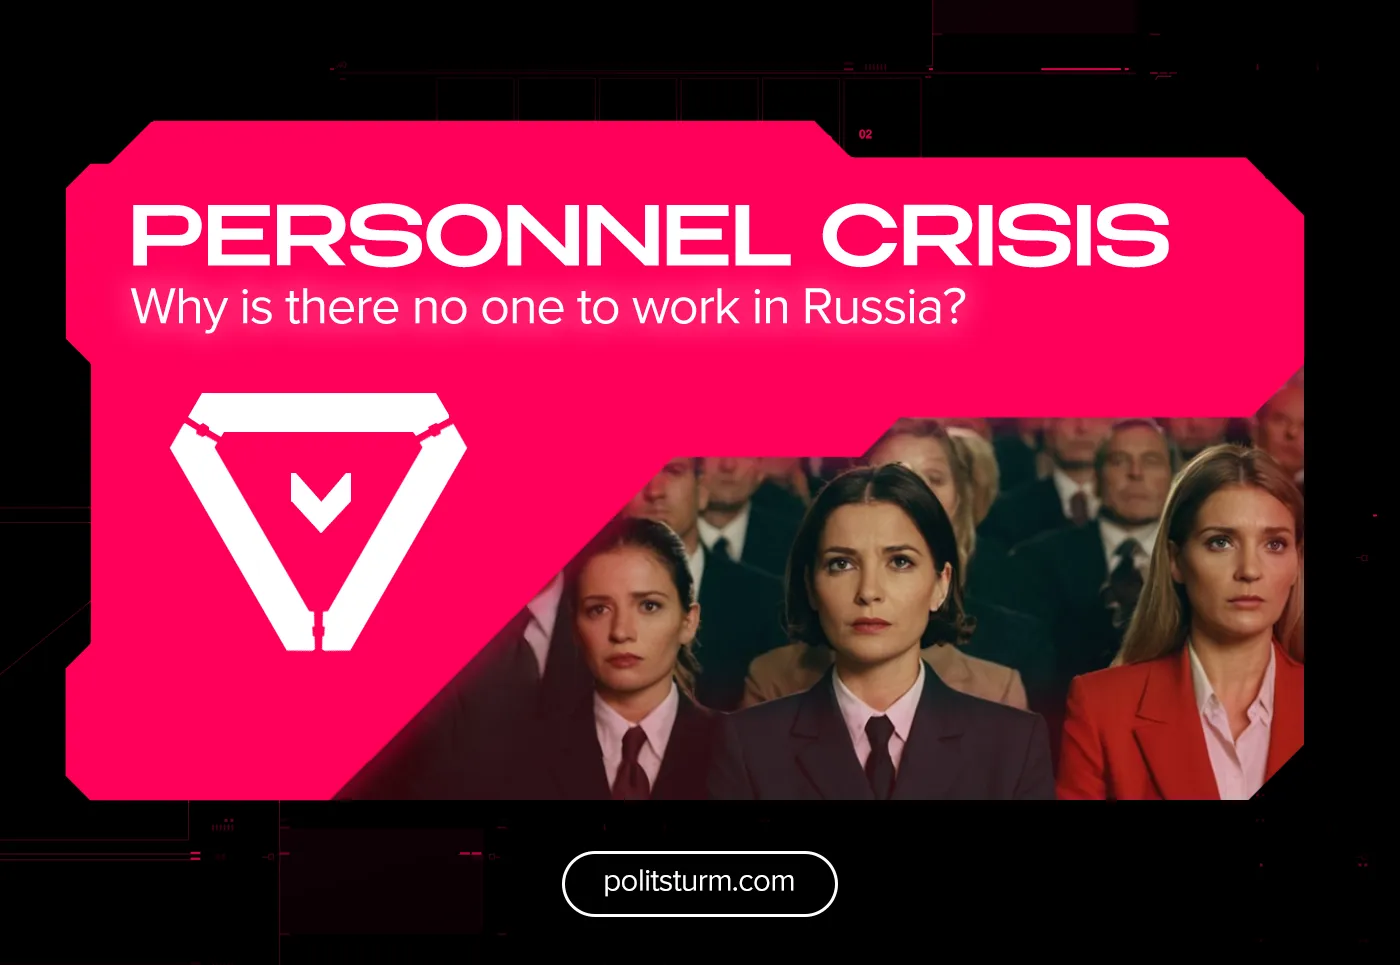 02
PERSONNEL CRISIS
Why is there no one to work in Russia?
politsturm.com